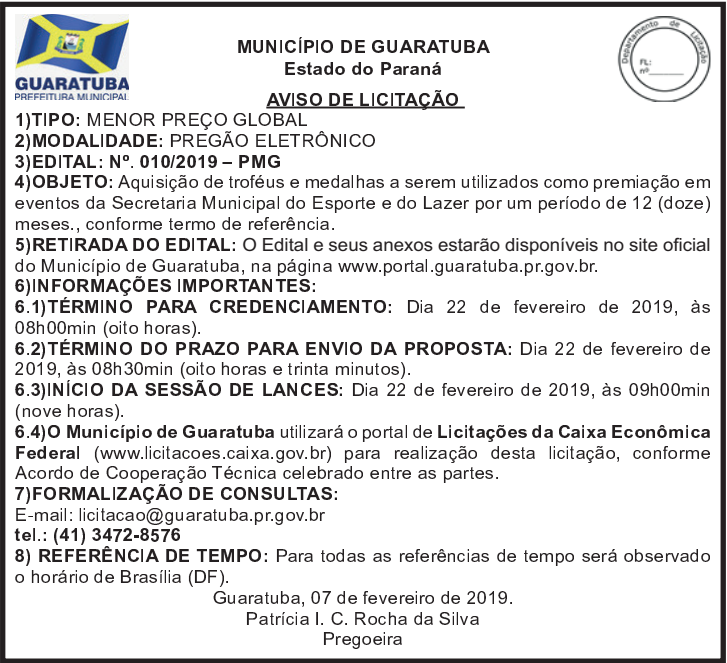 GUARATUBA
PREFEITURA MUNICIPAL
MUNICÍPIO DE GUARATUBA
Estado do Paraná
Departamento de Licitação
FL:
nº______
AVISO DE LICITAÇÃO
1)TIPO: MENOR PREÇO GLOBAL
2)MODALIDADE: PREGÃO ELETRÔNICO
3)EDITAL: Nº. 010/2019 – PMG
4)OBJETO: Aquisição de troféus e medalhas a serem utilizados como premiação em
eventos da Secretaria Municipal do Esporte e do Lazer por um período de 12 (doze)
meses., conforme termo de referência.
5)RETIRADA DO EDITAL: O Edital e seus anexos estarão disponíveis no site oficial
do Município de Guaratuba, na página www.portal.guaratuba.pr.gov.br.
6)INFORMAÇÕES IMPORTANTES:
6.1)TÉRMINO PARA CREDENCIAMENTO: Dia 22 de fevereiro de 2019, às
08h00min (oito horas).
6.2)TÉRMINO DO PRAZO PARA ENVIO DA PROPOSTA: Dia 22 de fevereiro de
2019, às 08h30min (oito horas e trinta minutos).
6.3)INÍCIO DA SESSÃO DE LANCES: Dia 22 de fevereiro de 2019, às 09h00min
(nove horas).
6.4)O Município de Guaratuba utilizará o portal de Licitações da Caixa Econômica
Federal (www.licitacoes.caixa.gov.br) para realização desta licitação, conforme
Acordo de Cooperação Técnica celebrado entre as partes.
7)FORMALIZAÇÃO DE CONSULTAS:
E-mail: licitacao@guaratuba.pr.gov.br
tel.: (41) 3472-8576
8) REFERÊNCIA DE TEMPO: Para todas as referências de tempo será observado
o horário de Brasília (DF).
Guaratuba, 07 de fevereiro de 2019.
Patrícia I. C. Rocha da Silva
Pregoeira